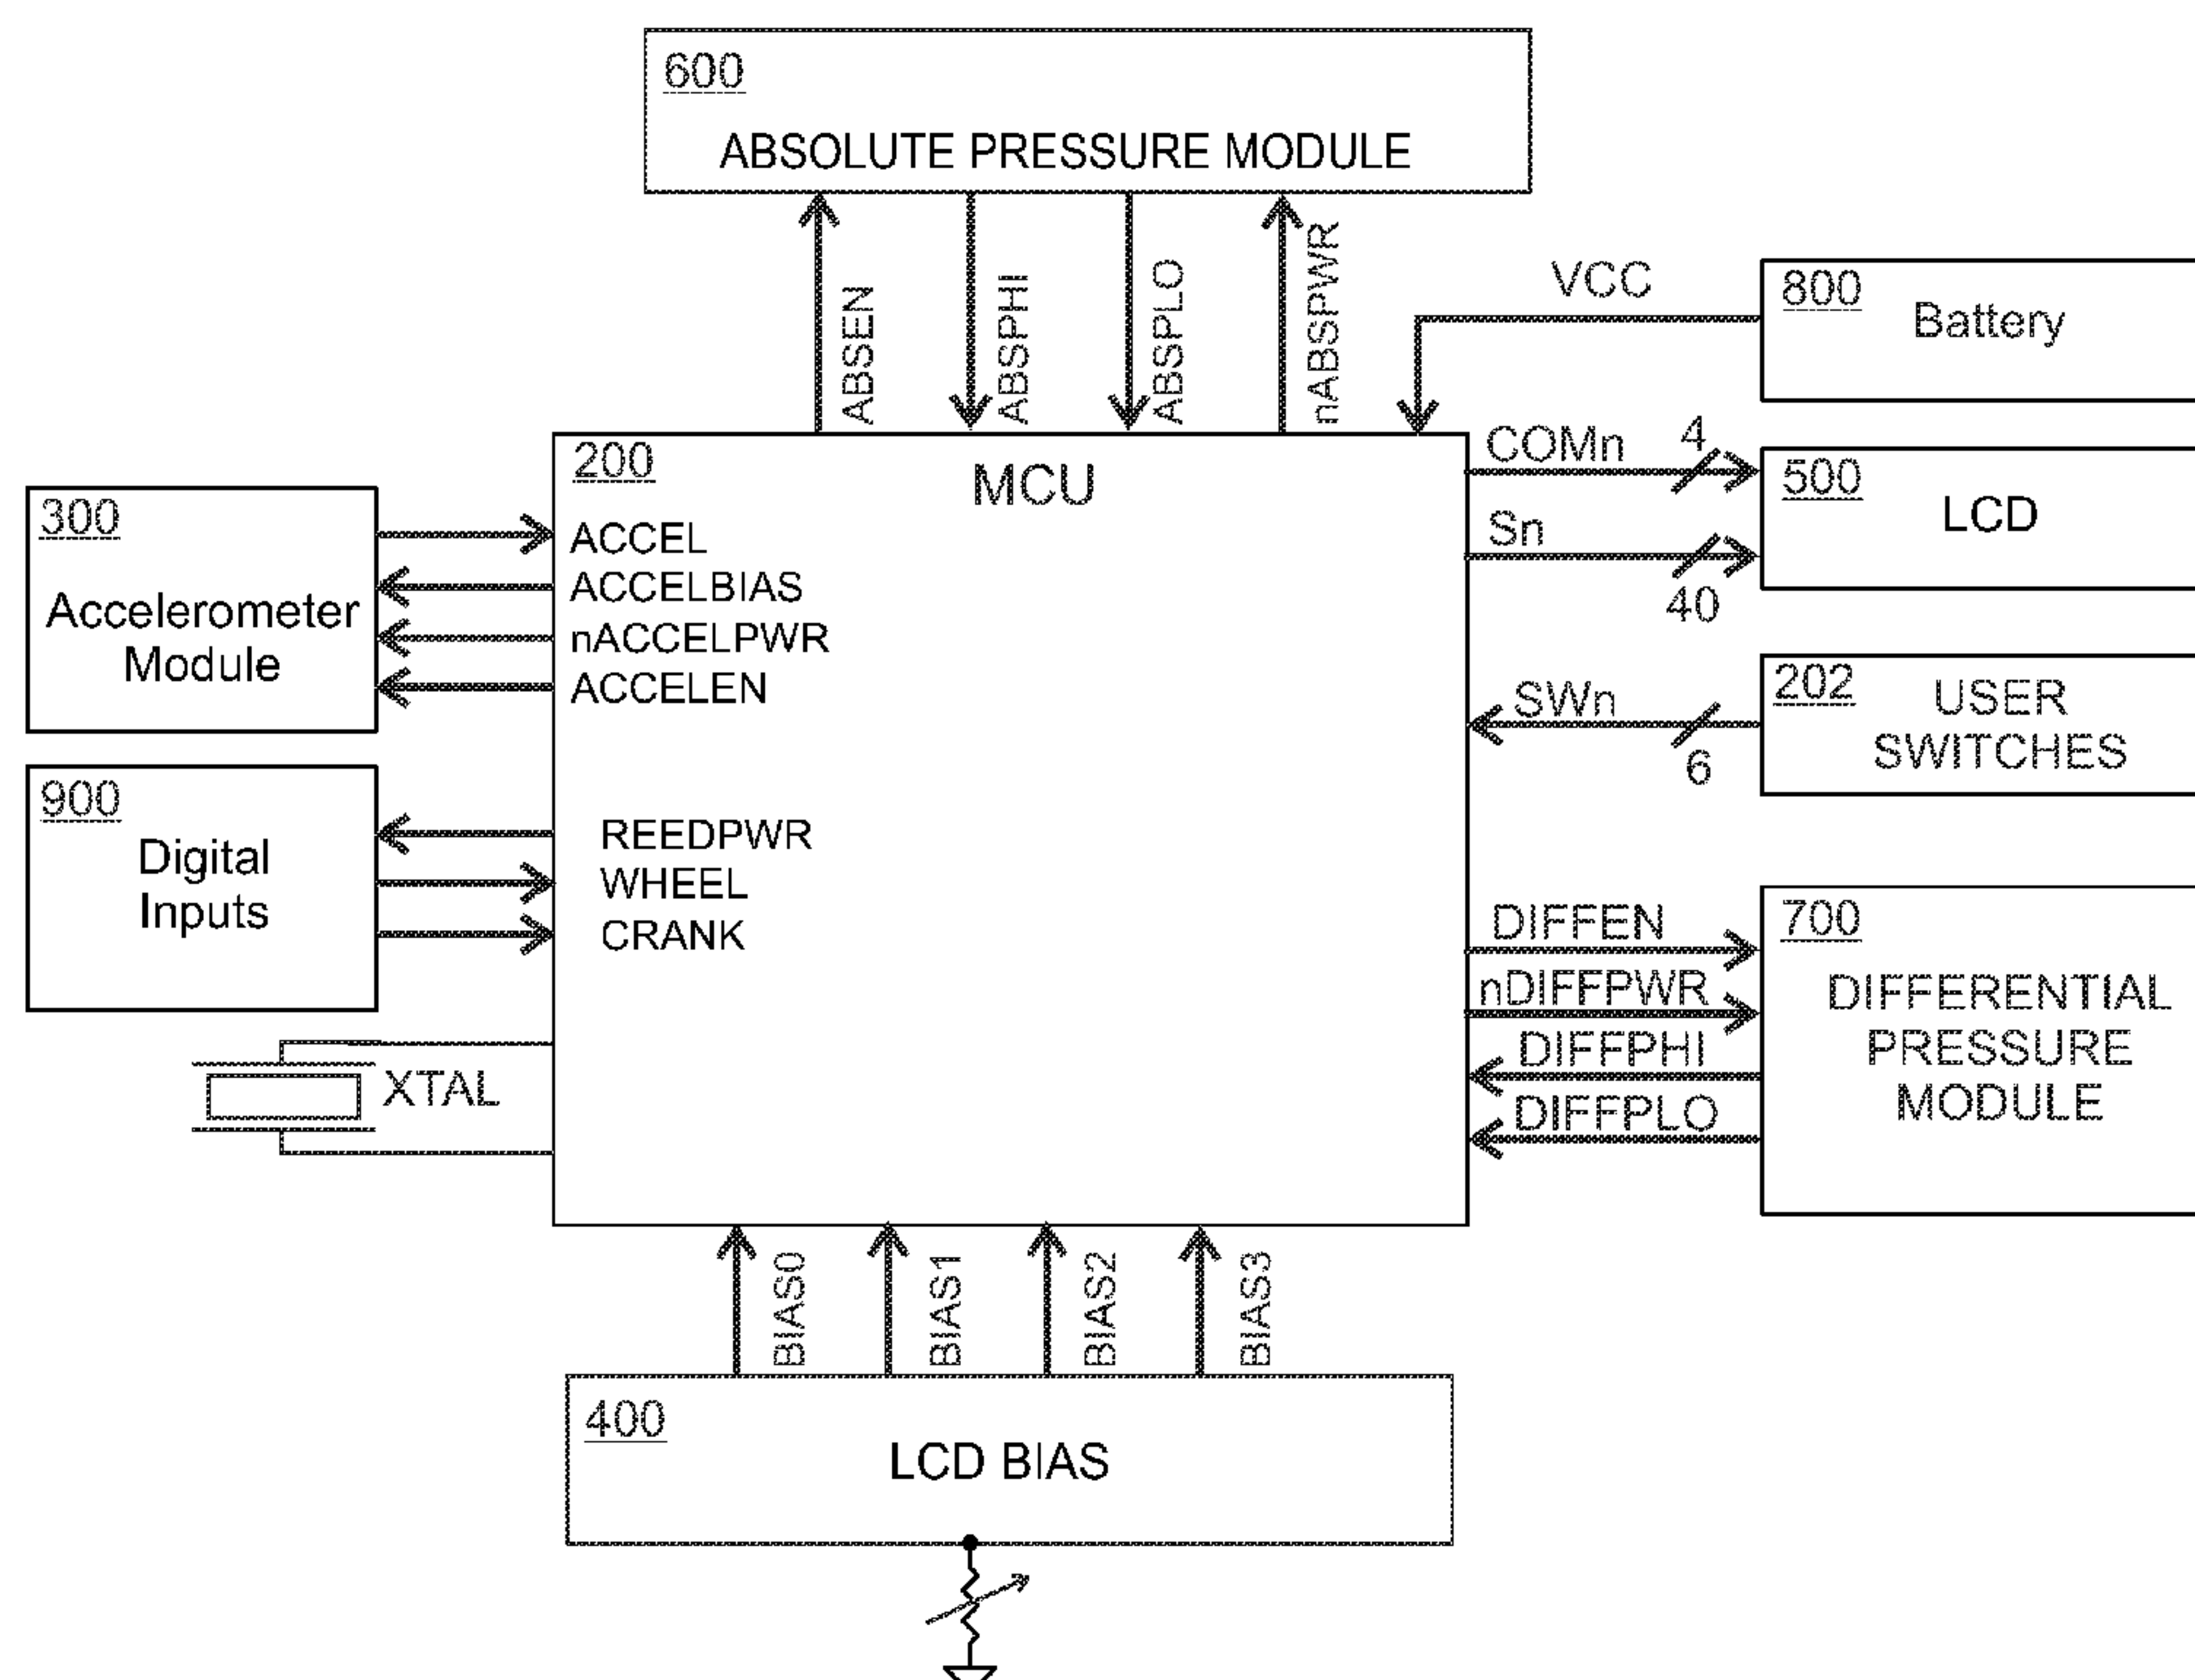 600
ABSOLUTE PRESSURE MODULE
ABSEN
ABSPHI
ABSPLO
nABSPWR
VCC
800
Battery
200
MCU
COMn
4
500
LCD
Sn
40
300
Accelerometer
Module
ACCEL
ACCELBIAS
nACCELPWR
ACCELEN
SWn
6
202
USER
SWITCHES
900
Digital
Inputs
REEDPWR
WHEEL
CRANK
DIFFEN
nDIFFPWR
DIFFPHI
DIFFPLO
700
DIFFERENTIAL
PRESSURE
MODULE
XTAL
BIAS0
BIAS1
BIAS2
BIAS3
400
LCD BIAS